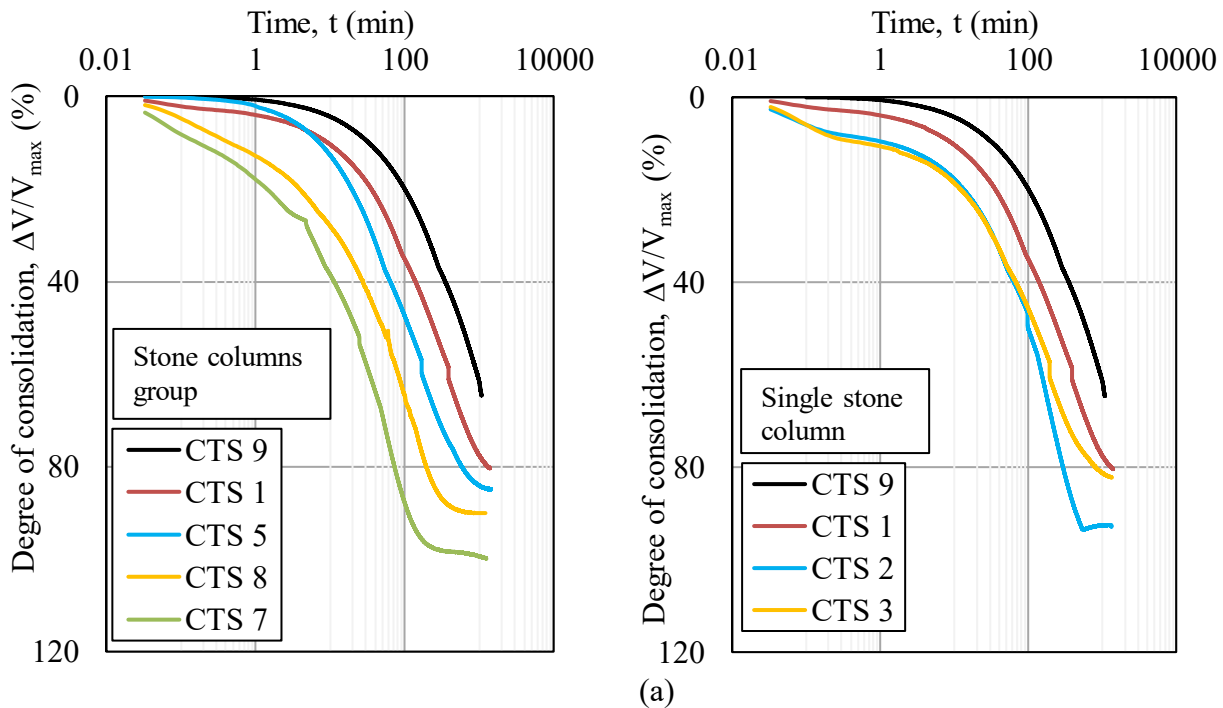 Time, t (min)
0.01 1 100 10000
Degree of consolidation, ΔV/Vmax (%)
0
40
80
120
Stone columns
group
CTS 9
CTS 1
CTS 5
CTS 8
CTS 7
Time, t (min)
0.01 1 100 10000
Degree of consolidation, ΔV/Vmax (%)
0
40
80
120
Single stone
column
CTS 9
CTS 1
CTS 2
CTS 3
(a)